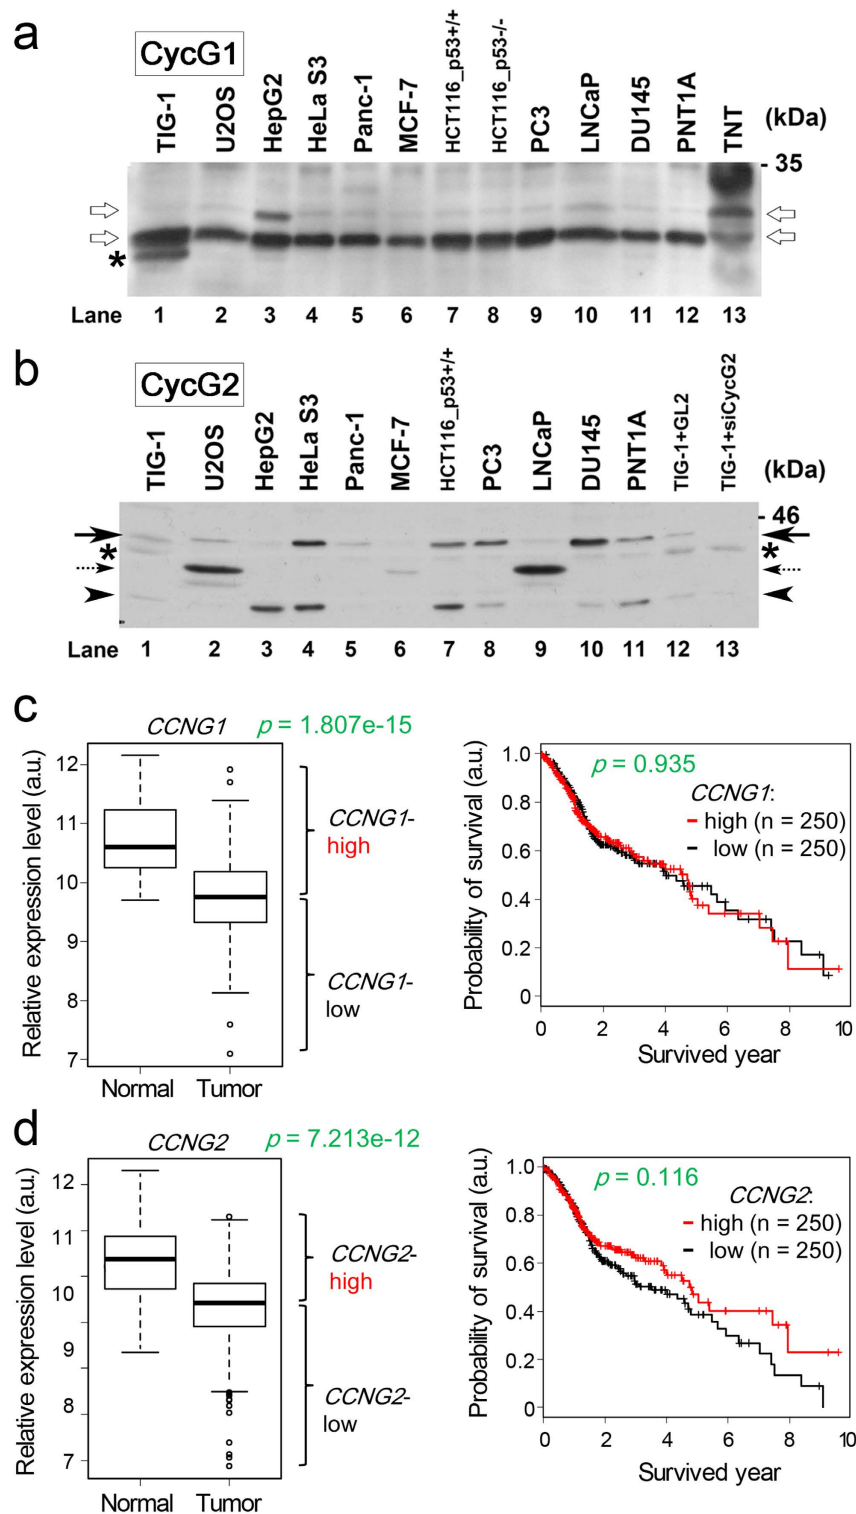 a
CycG1
TIG-1
U2OS
HepG2
HeLa S3
Panc-1
MCF-7
HCT116_p53+/+
HCT116_p53-/-
PC3
LNCaP
DU145
PNT1A
TNT
(kDa)
- 35
*
Lane 1 2 3 4 5 6 7 8 9 10 11 12 13
b
CycG2
TIG-1
U2OS
HepG2
HeLa S3
Panc-1
MCF-7
HCT116_p53+/+
PC3
LNCaP
DU145
PNT1A
TIG-1+GL2
TIG-1+siCycG2
(kDa)
- 46
* *
Lane 1 2 3 4 5 6 7 8 9 10 11 12 13
c
CCNG1 p = 1.807e-15
Relative expression level (a.u.)
12
11
10
9
8
7
Normal Tumor
CCNG1-
high
CCNG1-
low
p = 0.935
CCNG1:
high (n = 250)
low (n = 250)
Probability of survival (a.u.)
1.0
0.8
0.6
0.4
0.2
0
0 2 4 6 8 10
Survived year
d
CCNG2 p = 7.213e-12
Relative expression level (a.u.)
12
11
10
9
8
7
Normal Tumor
CCNG2-
high
CCNG2-
low
p = 0.116
CCNG2:
high (n = 250)
low (n = 250)
Probability of survival (a.u.)
1.0
0.8
0.6
0.4
0.2
0
0 2 4 6 8 10
Survived year